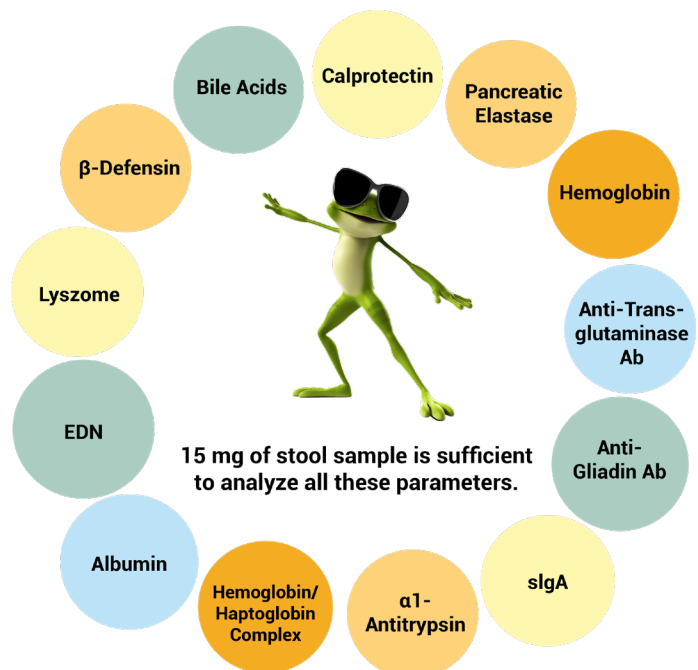 Calprotectin
Pancreatic
Elastase
Hemoglobin
Anti-Trans-
glutaminase
Ab
Anti-
Gliadin Ab
sIgA
α1-
Antitrypsin
Hemoglobin/
Haptoglobin
Complex
Albumin
EDN
Lyszome
β-Defensin
Bile Acids
15 mg of stool sample is sufficient
to analyze all these parameters.